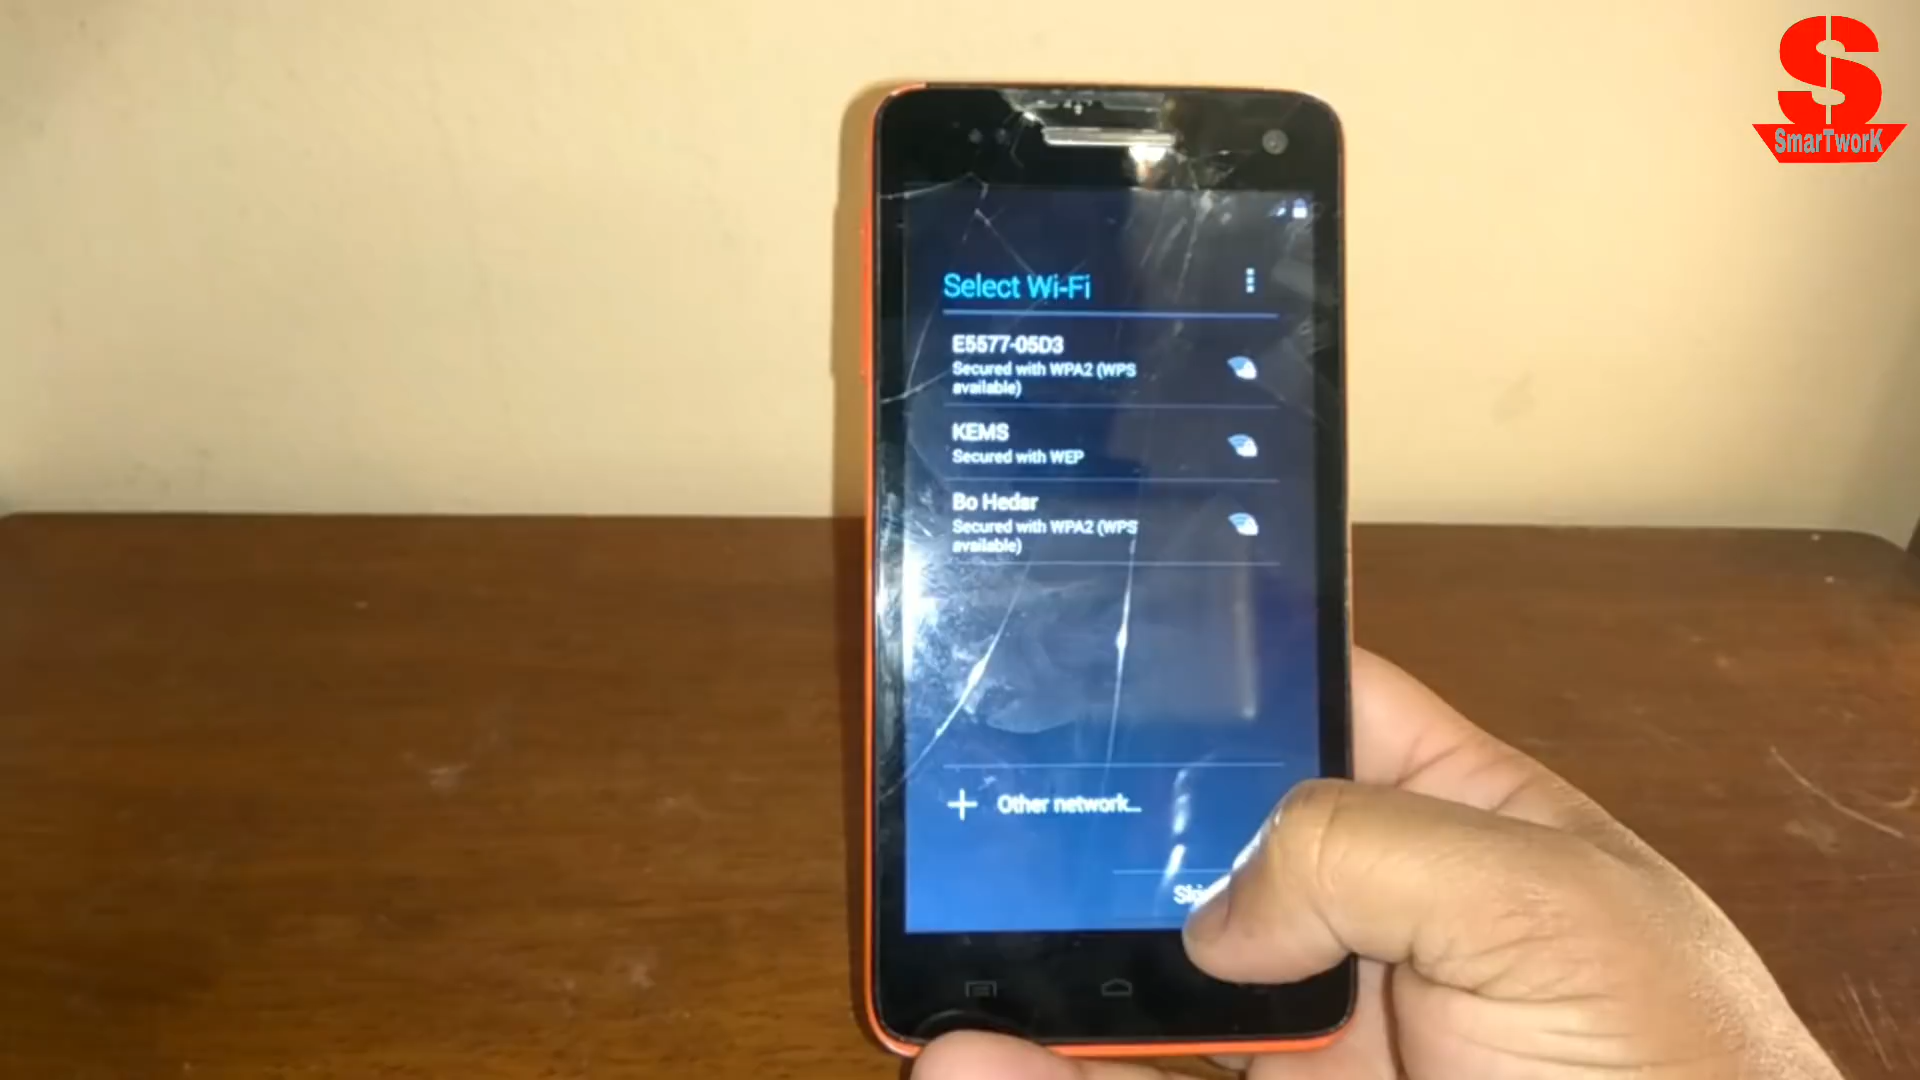 SmarTworK
Select Wi-Fi
E5577-05D3
Secured with WPA2 (WPS
available)
KEMS
Secured with WEP
Bo Hedar
Secured with WPA2 (WPS
available)
Other network...